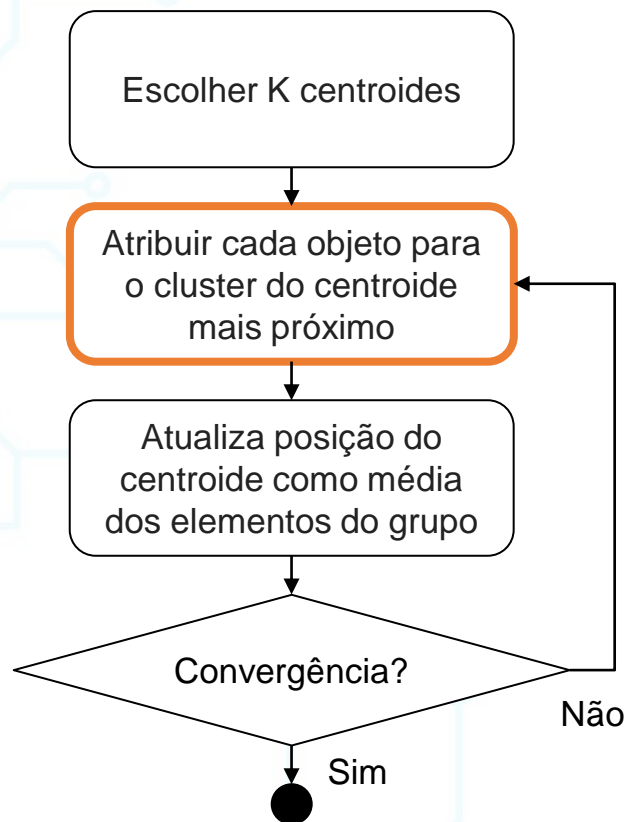 Escolher K centroides
Atribuir cada objeto para
o cluster do centroide
mais próximo
Atualiza posição do
centroide como média
dos elementos do grupo
Convergência?
Não
Sim